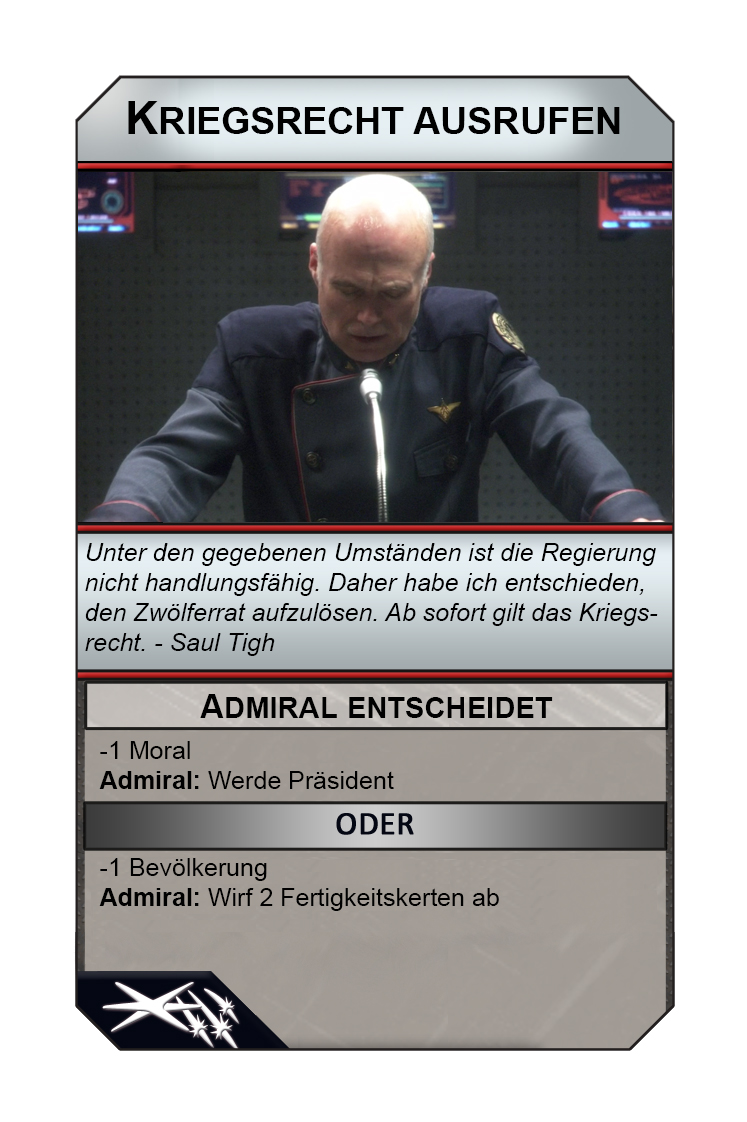 KRIEGSRECHT AUSRUFEN
Unter den gegebenen Umständen ist die Regierung
nicht handlungsfähig. Daher habe ich entschieden,
den Zwölferrat aufzulösen. Ab sofort gilt das Kriegs-
recht. - Saul Tigh
ADMIRAL ENTSCHEIDET
-1 Moral
Admiral: Werde Präsident
ODER
-1 Bevölkerung
Admiral: Wirf 2 Fertigkeitskerten ab